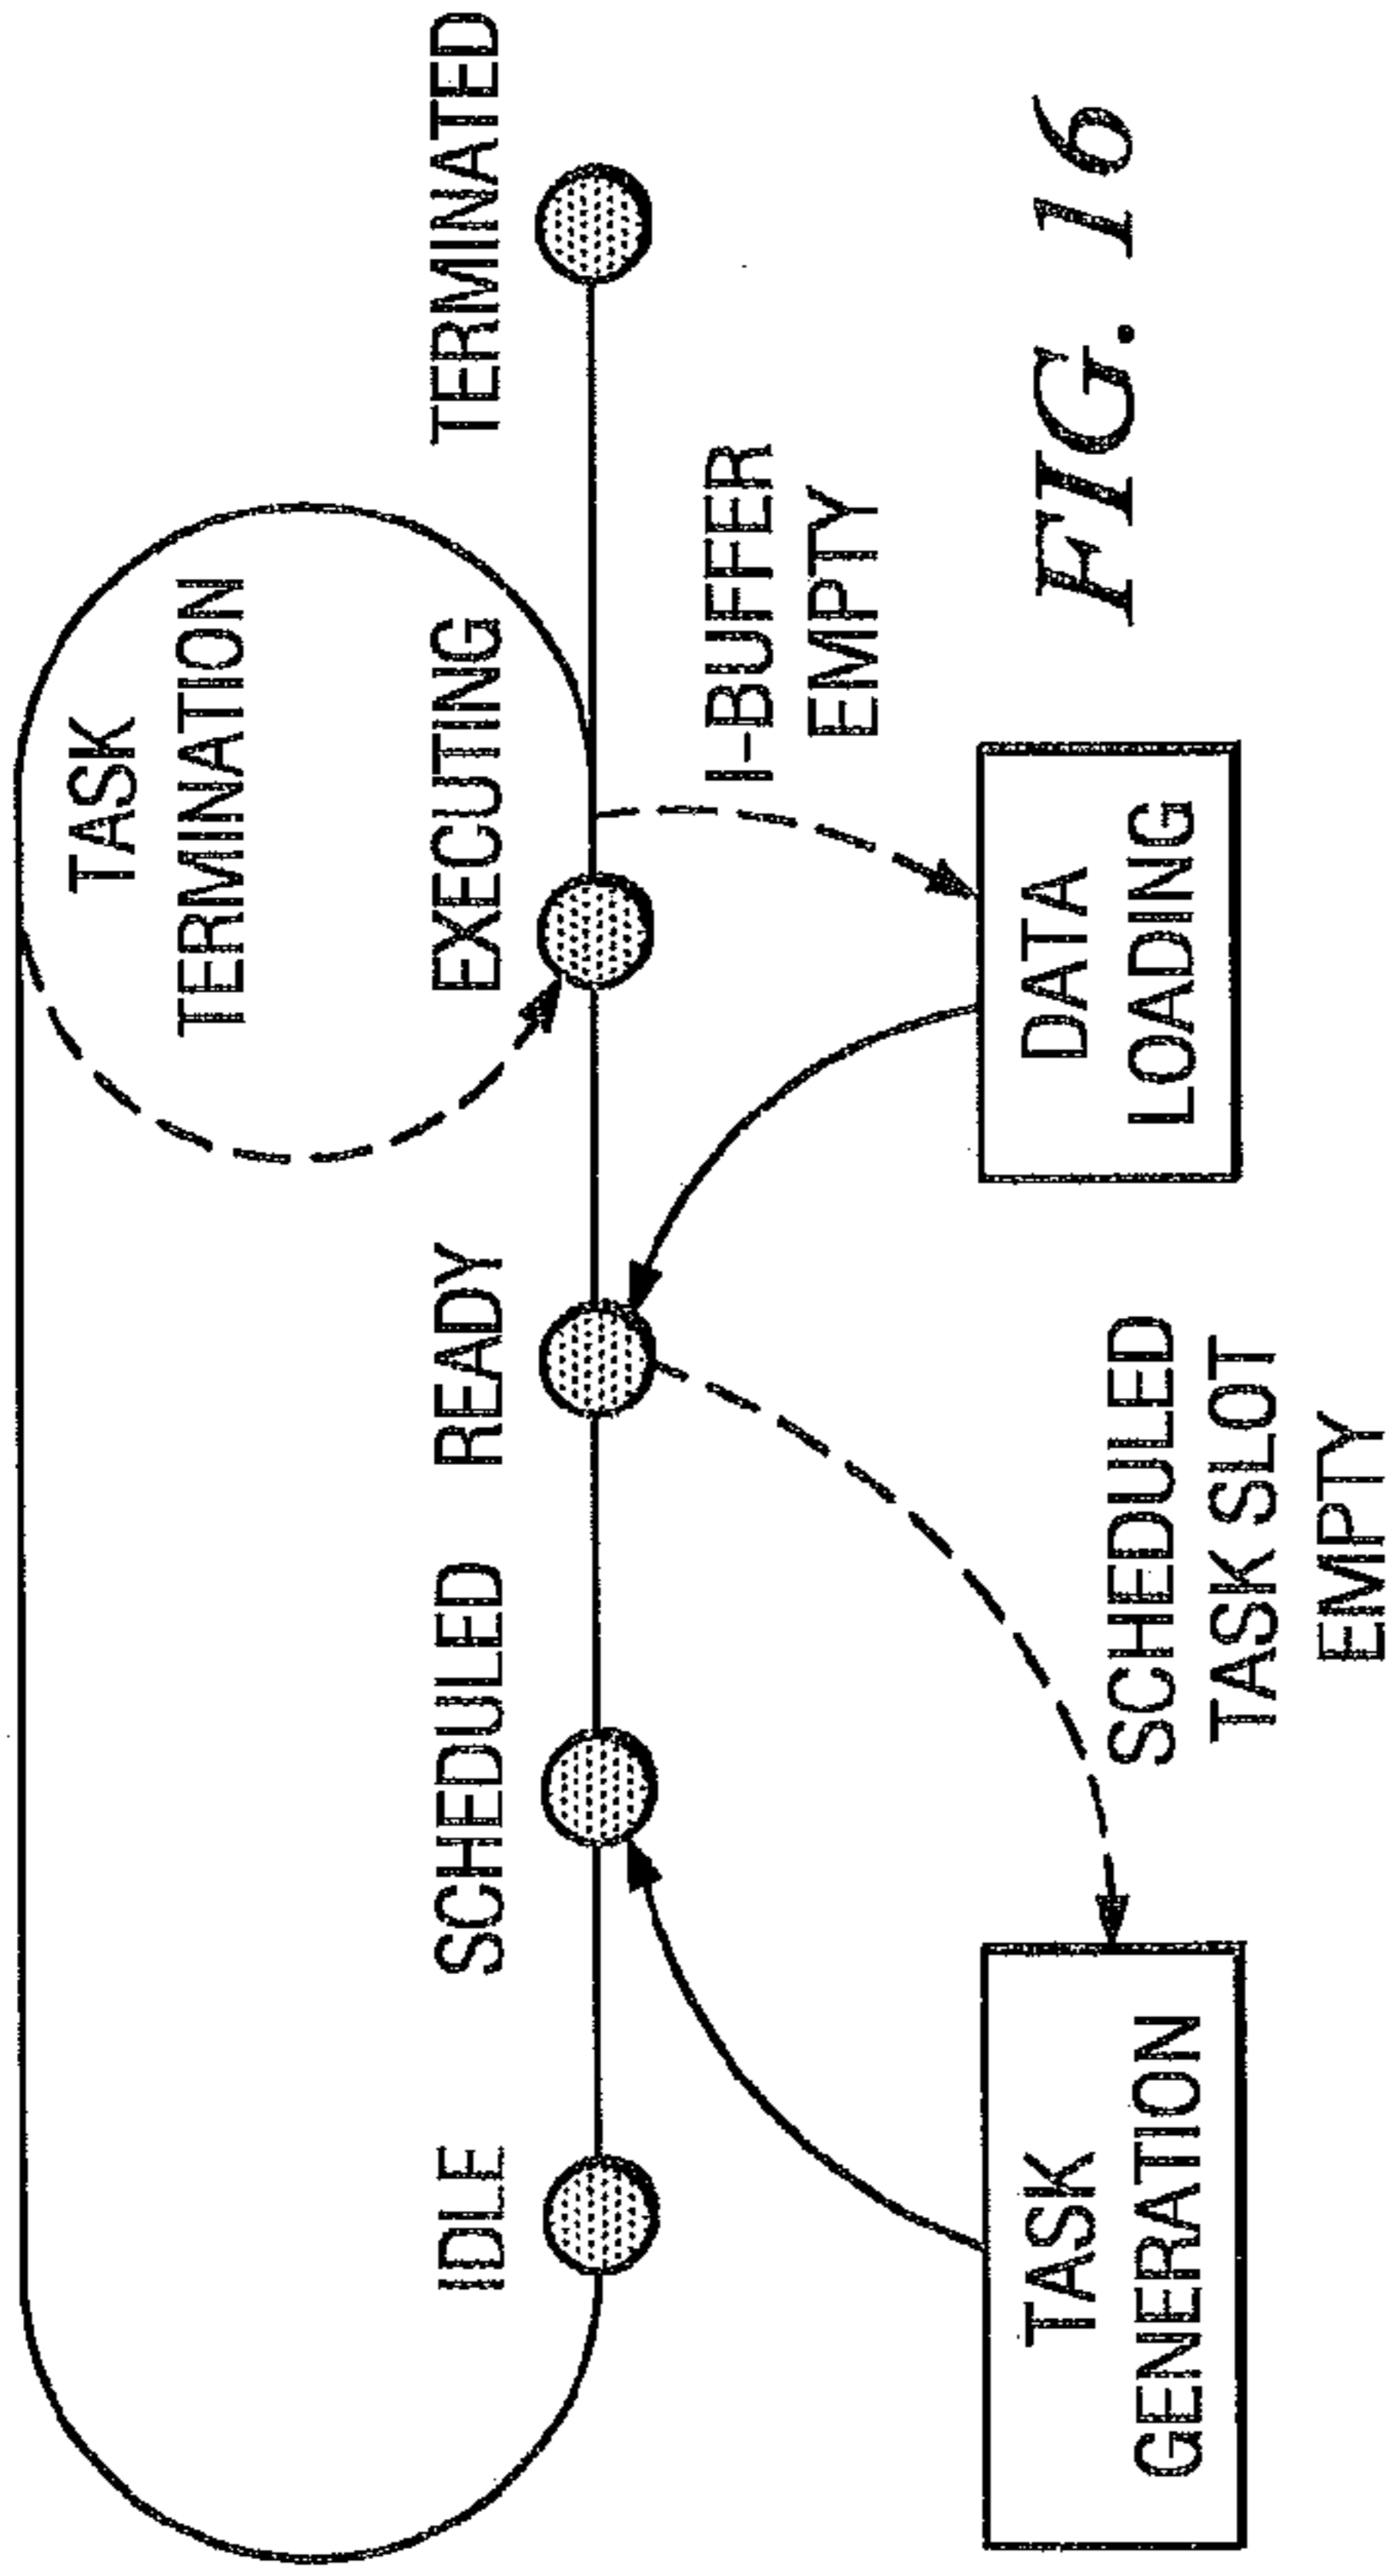 TASK
TERMINATION
IDLE
SCHEDULED
READY
EXECUTING
TERMINATED
I-BUFFER
EMPTY
TASK
GENERATION
DATA
LOADING
SCHEDULED
TASK SLOT
EMPTY
FIG. 16